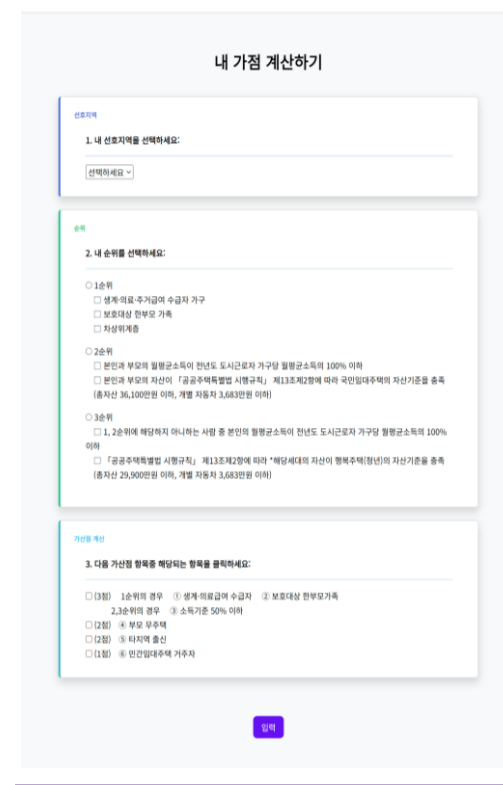 내 가점 계산하기
선호지역
1. 내 선호지역을 선택하세요:
선택하세요
순위
2. 내 순위를 선택하세요:
1순위
생계·의료·주거급여 수급자 가구
보호대상 한부모 가족
차상위계층
2순위
본인과 부모의 월평균소득이 전년도 도시근로자 가구당 월평균소득의 100% 이하
본인과 부모의 자산이 「공공주택특별법 시행규칙」 제13조제2항에 따라 국민임대주택의 자산기준을 충족
(총자산 36,100만원 이하, 개별 자동차 3,683만원 이하)
3순위
1, 2순위에 해당하지 아니하는 사람 중 본인의 월평균소득이 전년도 도시근로자 가구당 월평균소득의 100%
이하
「공공주택특별법 시행규칙」 제13조제2항에 따라 *해당세대의 자산이 행복주택(청년)의 자산기준을 충족
(총자산 29,900만원 이하, 개별 자동차 3,683만원 이하)
가산점 계산
3. 다음 가산점 항목중 해당되는 항목을 클릭하세요:
(3점) 1순위의 경우 ① 생계·의료급여 수급자 ② 보호대상 한부모가족
2,3순위의 경우 ③ 소득기준 50% 이하
(2점) ④ 부모 무주택
(2점) ⑤ 타지역 출신
(1점) ⑥ 민간임대주택 거주자
입력